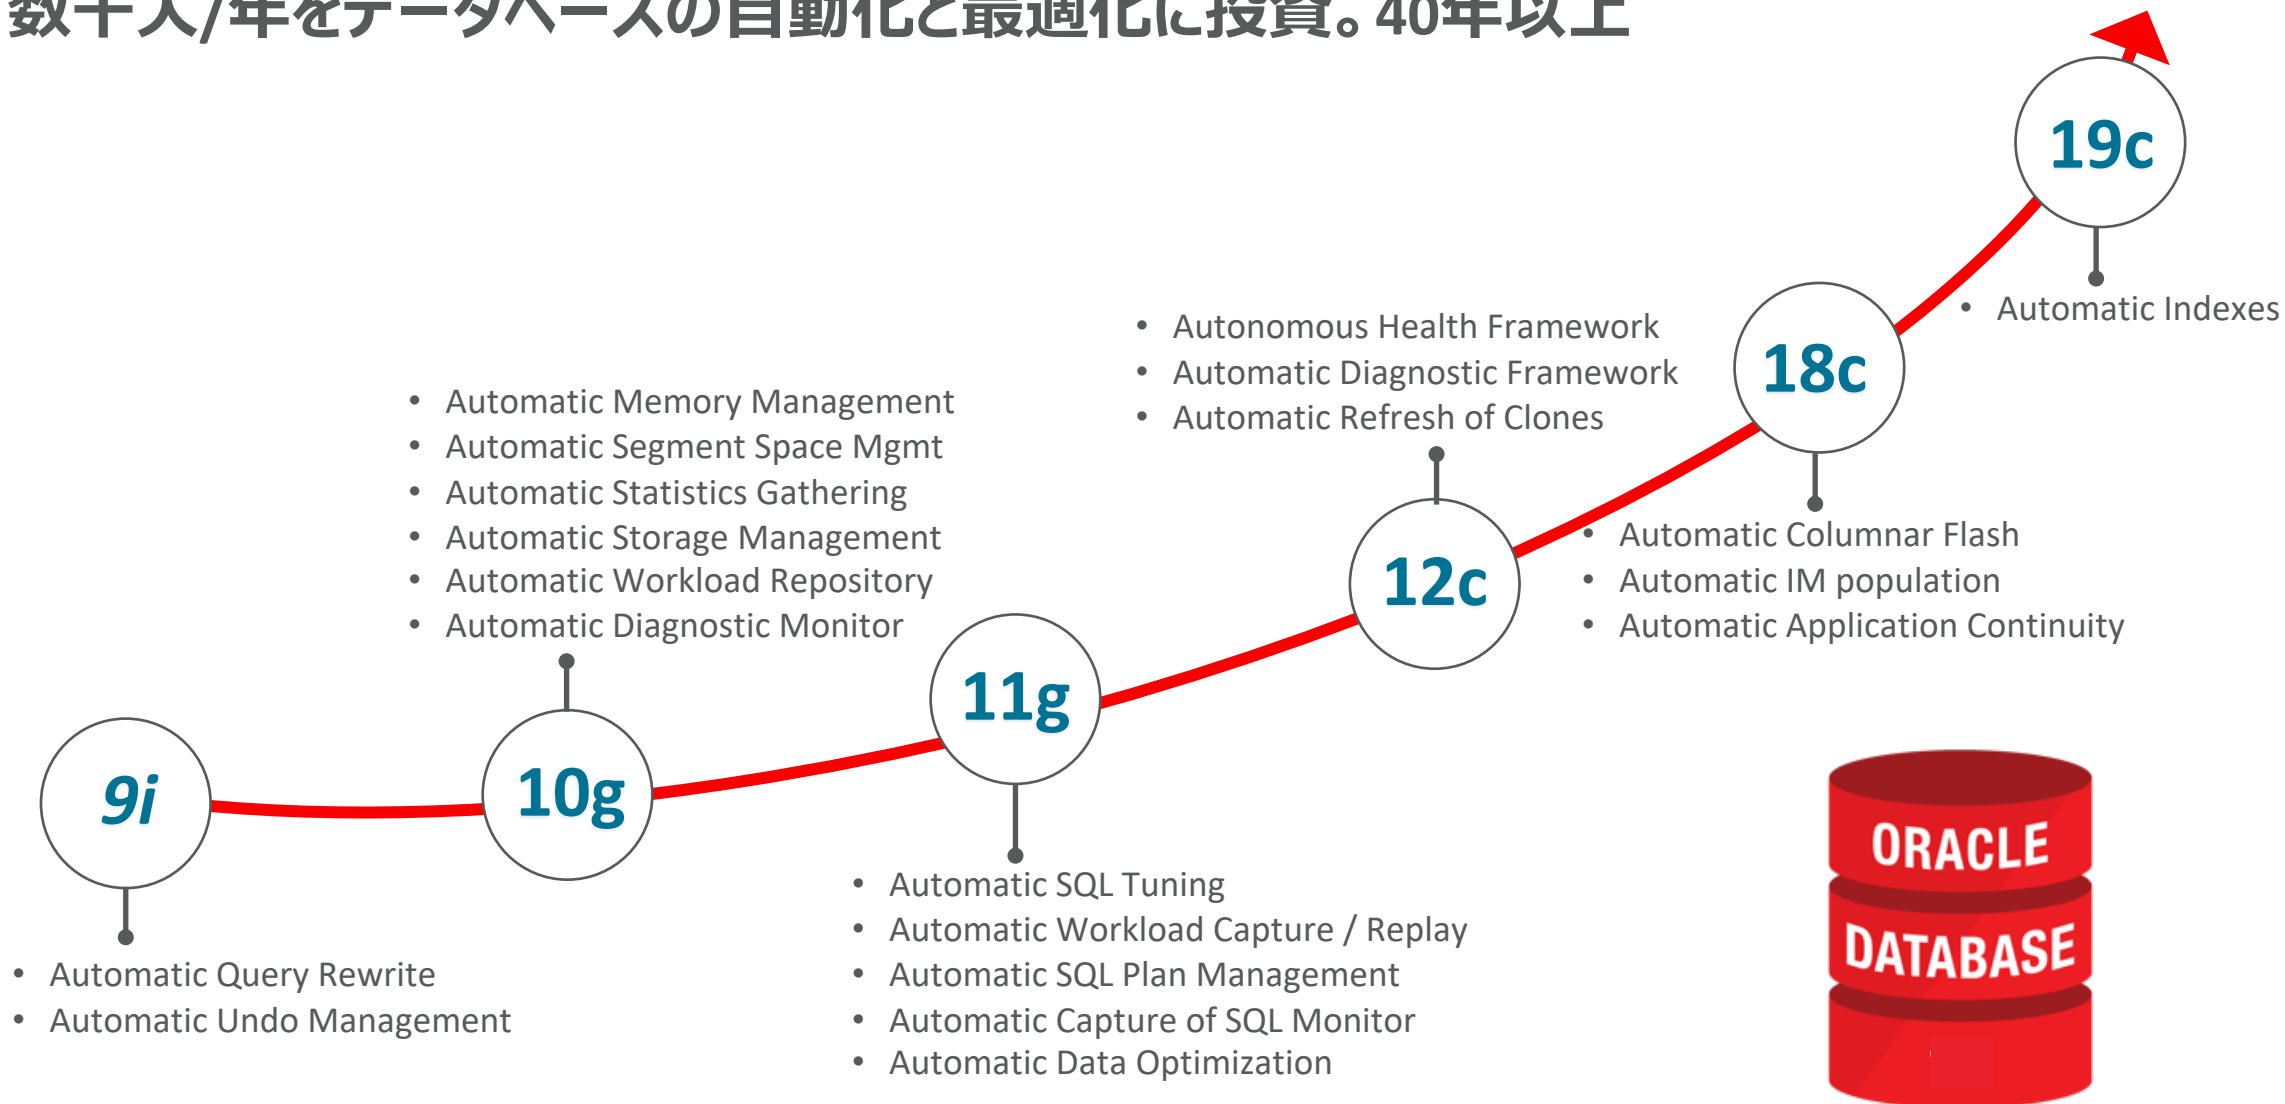 数千人/年をデータベースの自動化と最適化に投資。40年以上
19c
• Automatic Indexes
• Autonomous Health Framework
• Automatic Diagnostic Framework
• Automatic Refresh of Clones
18c
• Automatic Memory Management
• Automatic Segment Space Mgmt
• Automatic Statistics Gathering
• Automatic Storage Management
• Automatic Workload Repository
• Automatic Diagnostic Monitor
• Automatic Columnar Flash
• Automatic IM population
• Automatic Application Continuity
12c
11g
9i
10g
• Automatic SQL Tuning
• Automatic Workload Capture / Replay
• Automatic SQL Plan Management
• Automatic Capture of SQL Monitor
• Automatic Data Optimization
• Automatic Query Rewrite
• Automatic Undo Management
ORACLE
DATABASE